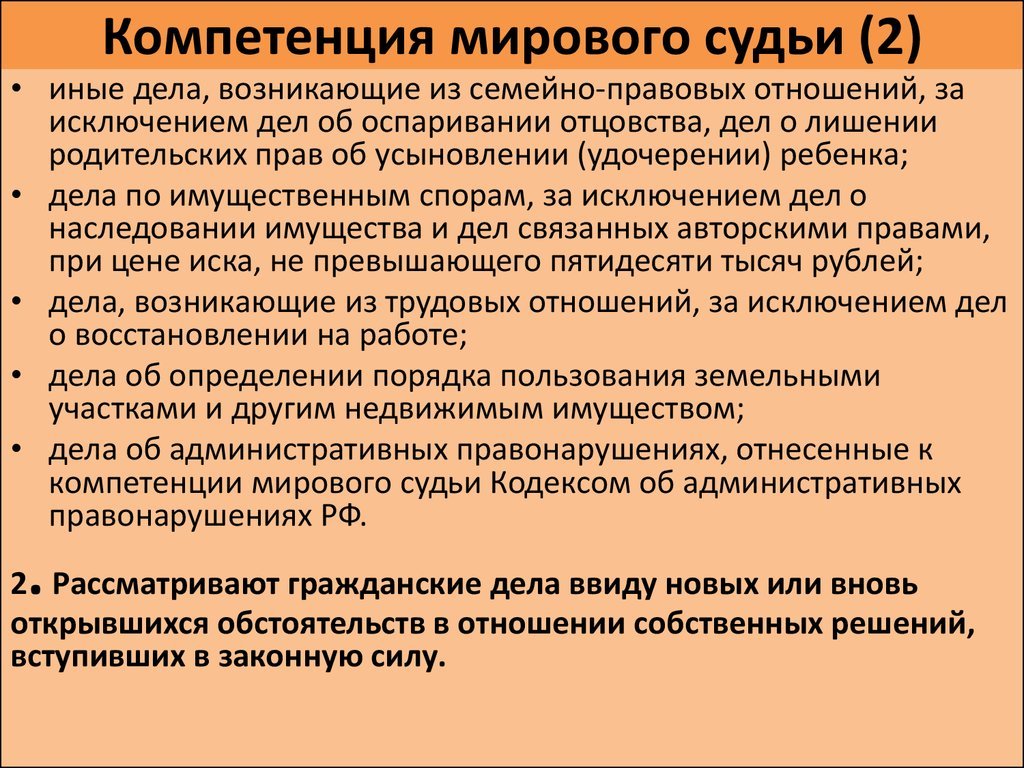 Компетенция мирового судьи (2)
• иные дела, возникающие из семейно-правовых отношений, за
исключением дел об оспаривании отцовства, дел о лишении
родительских прав об усыновлении (удочерении) ребенка;
• дела по имущественным спорам, за исключением дел о
наследовании имущества и дел связанных авторскими правами,
при цене иска, не превышающего пятидесяти тысяч рублей;
• дела, возникающие из трудовых отношений, за исключением дел
о восстановлении на работе;
• дела об определении порядка пользования земельными
участками и другим недвижимым имуществом;
• дела об административных правонарушениях, отнесенные к
компетенции мирового судьи Кодексом об административных
правонарушениях РФ.
2. Рассматривают гражданские дела ввиду новых или вновь
открывшихся обстоятельств в отношении собственных решений,
вступивших в законную силу.